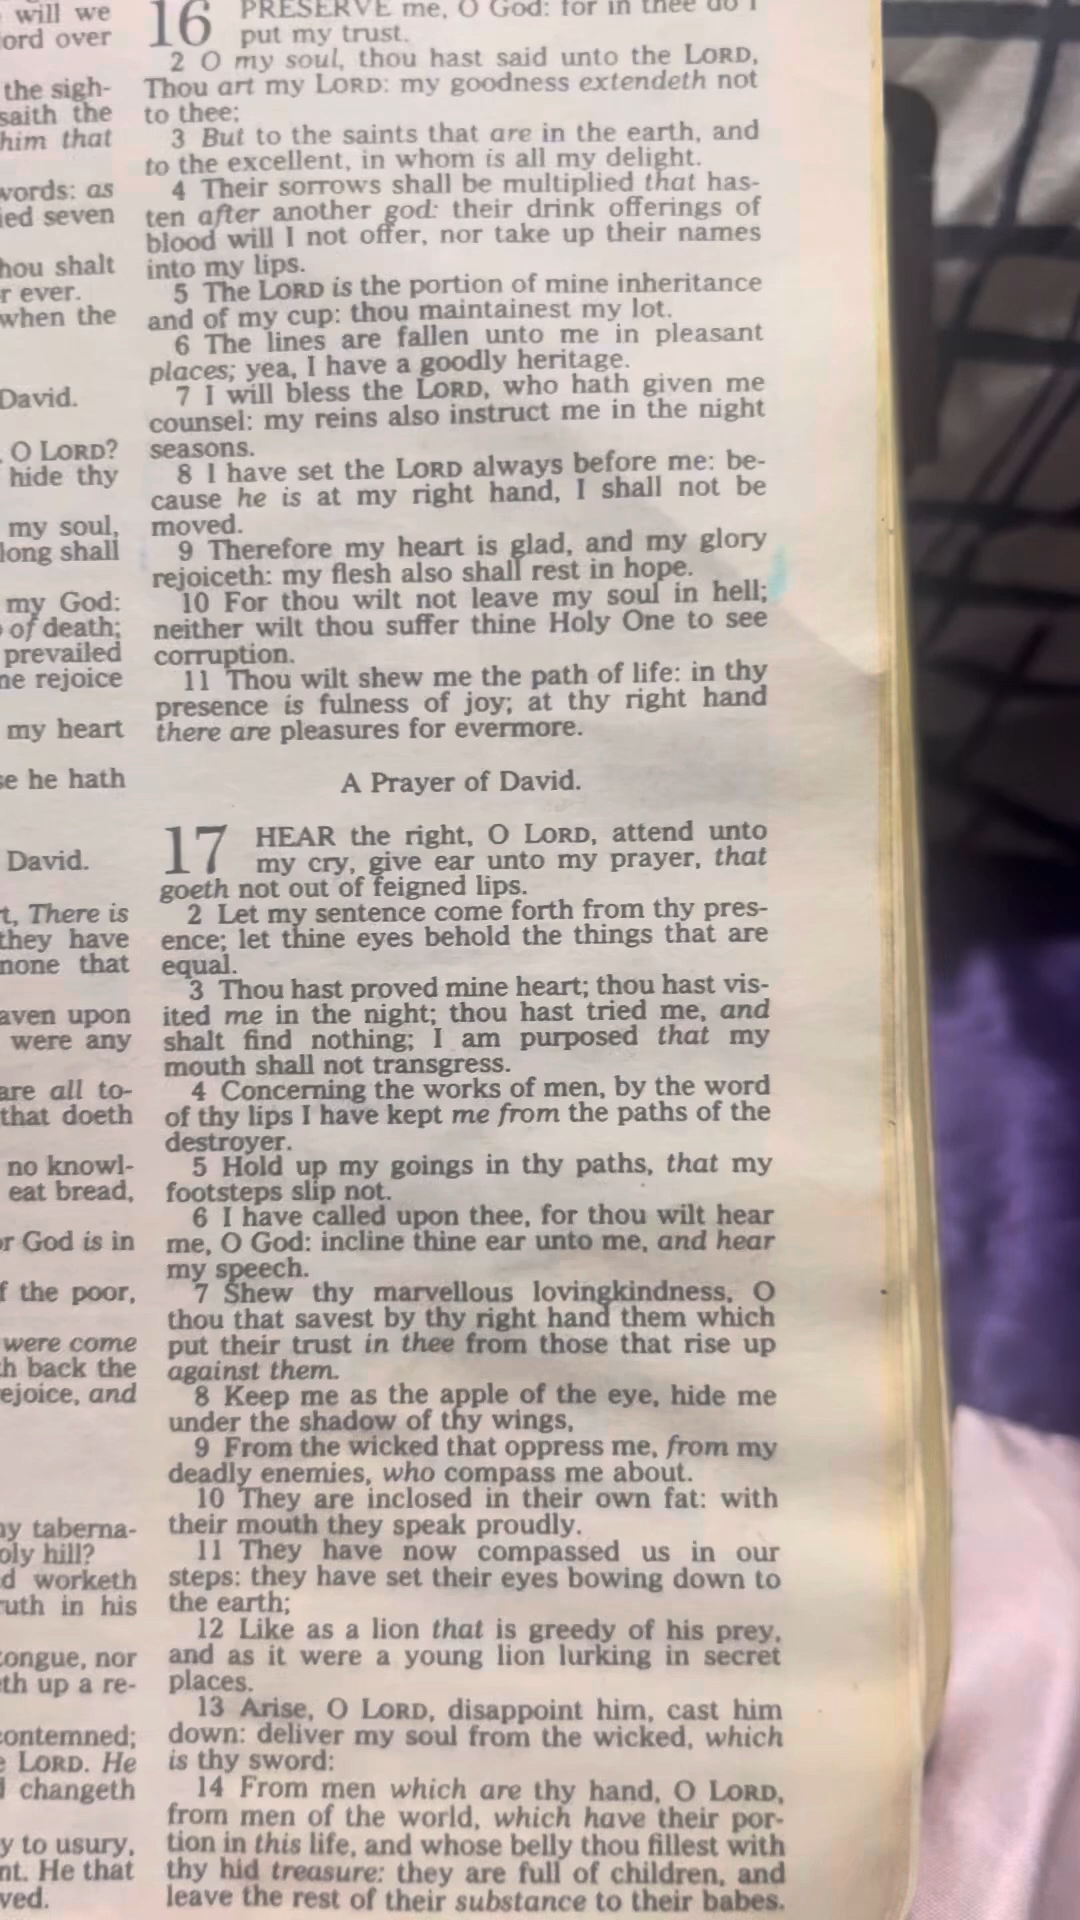 will we
ord over
the sigh-
saith the
him that
words: as
ied seven
hou shalt
r ever.
when the
David.
O LORD?
hide thy
my soul,
long shall
my God:
of death;
prevailed
ne rejoice
my heart
se he hath
David.
t, There is
they have
none that
aven upon
were any
are all to-
that doeth
no knowl-
eat bread,
or God is in
f the poor,
were come
h back the
ejoice, and
y taberna-
oly hill?
d worketh
ruth in his
tongue, nor
th up a re-
contemned;
e LORD. He
d changeth
y to usury,
nt. He that
ved.
16 PRESERVE me, O God: for in thee do I
put my trust.
2 O my soul, thou hast said unto the LORD,
Thou art my LORD: my goodness extendeth not
to thee;
3 But to the saints that are in the earth, and
to the excellent, in whom is all my delight.
4 Their sorrows shall be multiplied that has-
ten after another god: their drink offerings of
blood will I not offer, nor take up their names
into my lips.
5 The LORD is the portion of mine inheritance
and of my cup: thou maintainest my lot.
6 The lines are fallen unto me in pleasant
places; yea, I have a goodly heritage.
7 I will bless the LORD, who hath given me
counsel: my reins also instruct me in the night
seasons.
8 I have set the LORD always before me: be-
cause he is at my right hand, I shall not be
moved.
9 Therefore my heart is glad, and my glory
rejoiceth: my flesh also shall rest in hope.
10 For thou wilt not leave my soul in hell;
neither wilt thou suffer thine Holy One to see
corruption.
11 Thou wilt shew me the path of life: in thy
presence is fulness of joy; at thy right hand
there are pleasures for evermore.
A Prayer of David.
17 HEAR the right, O LORD, attend unto
my cry, give ear unto my prayer, that
goeth not out of feigned lips.
2 Let my sentence come forth from thy pres-
ence; let thine eyes behold the things that are
equal.
3 Thou hast proved mine heart; thou hast vis-
ited me in the night; thou hast tried me, and
shalt find nothing; I am purposed that my
mouth shall not transgress.
4 Concerning the works of men, by the word
of thy lips I have kept me from the paths of the
destroyer.
5 Hold up my goings in thy paths, that my
footsteps slip not.
6 I have called upon thee, for thou wilt hear
me, O God: incline thine ear unto me, and hear
my speech.
7 Shew thy marvellous lovingkindness, O
thou that savest by thy right hand them which
put their trust in thee from those that rise up
against them.
8 Keep me as the apple of the eye, hide me
under the shadow of thy wings,
9 From the wicked that oppress me, from my
deadly enemies, who compass me about.
10 They are inclosed in their own fat: with
their mouth they speak proudly.
11 They have now compassed us in our
steps: they have set their eyes bowing down to
the earth;
12 Like as a lion that is greedy of his prey,
and as it were a young lion lurking in secret
places.
13 Arise, O LORD, disappoint him, cast him
down: deliver my soul from the wicked, which
is thy sword:
14 From men which are thy hand, O LORD,
from men of the world, which have their por-
tion in this life, and whose belly thou fillest with
thy hid treasure: they are full of children, and
leave the rest of their substance to their babes.